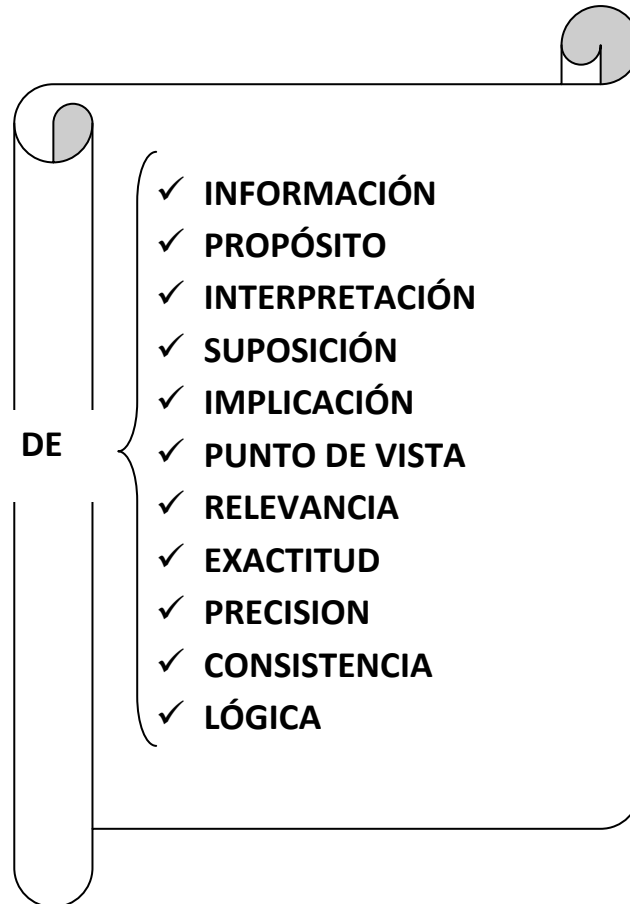 INFORMACIÓN
PROPÓSITO
INTERPRETACIÓN
SUPOSICIÓN
IMPLICACIÓN
DE
PUNTO DE VISTA
RELEVANCIA
EXACTITUD
PRECISION
CONSISTENCIA
LÓGICA